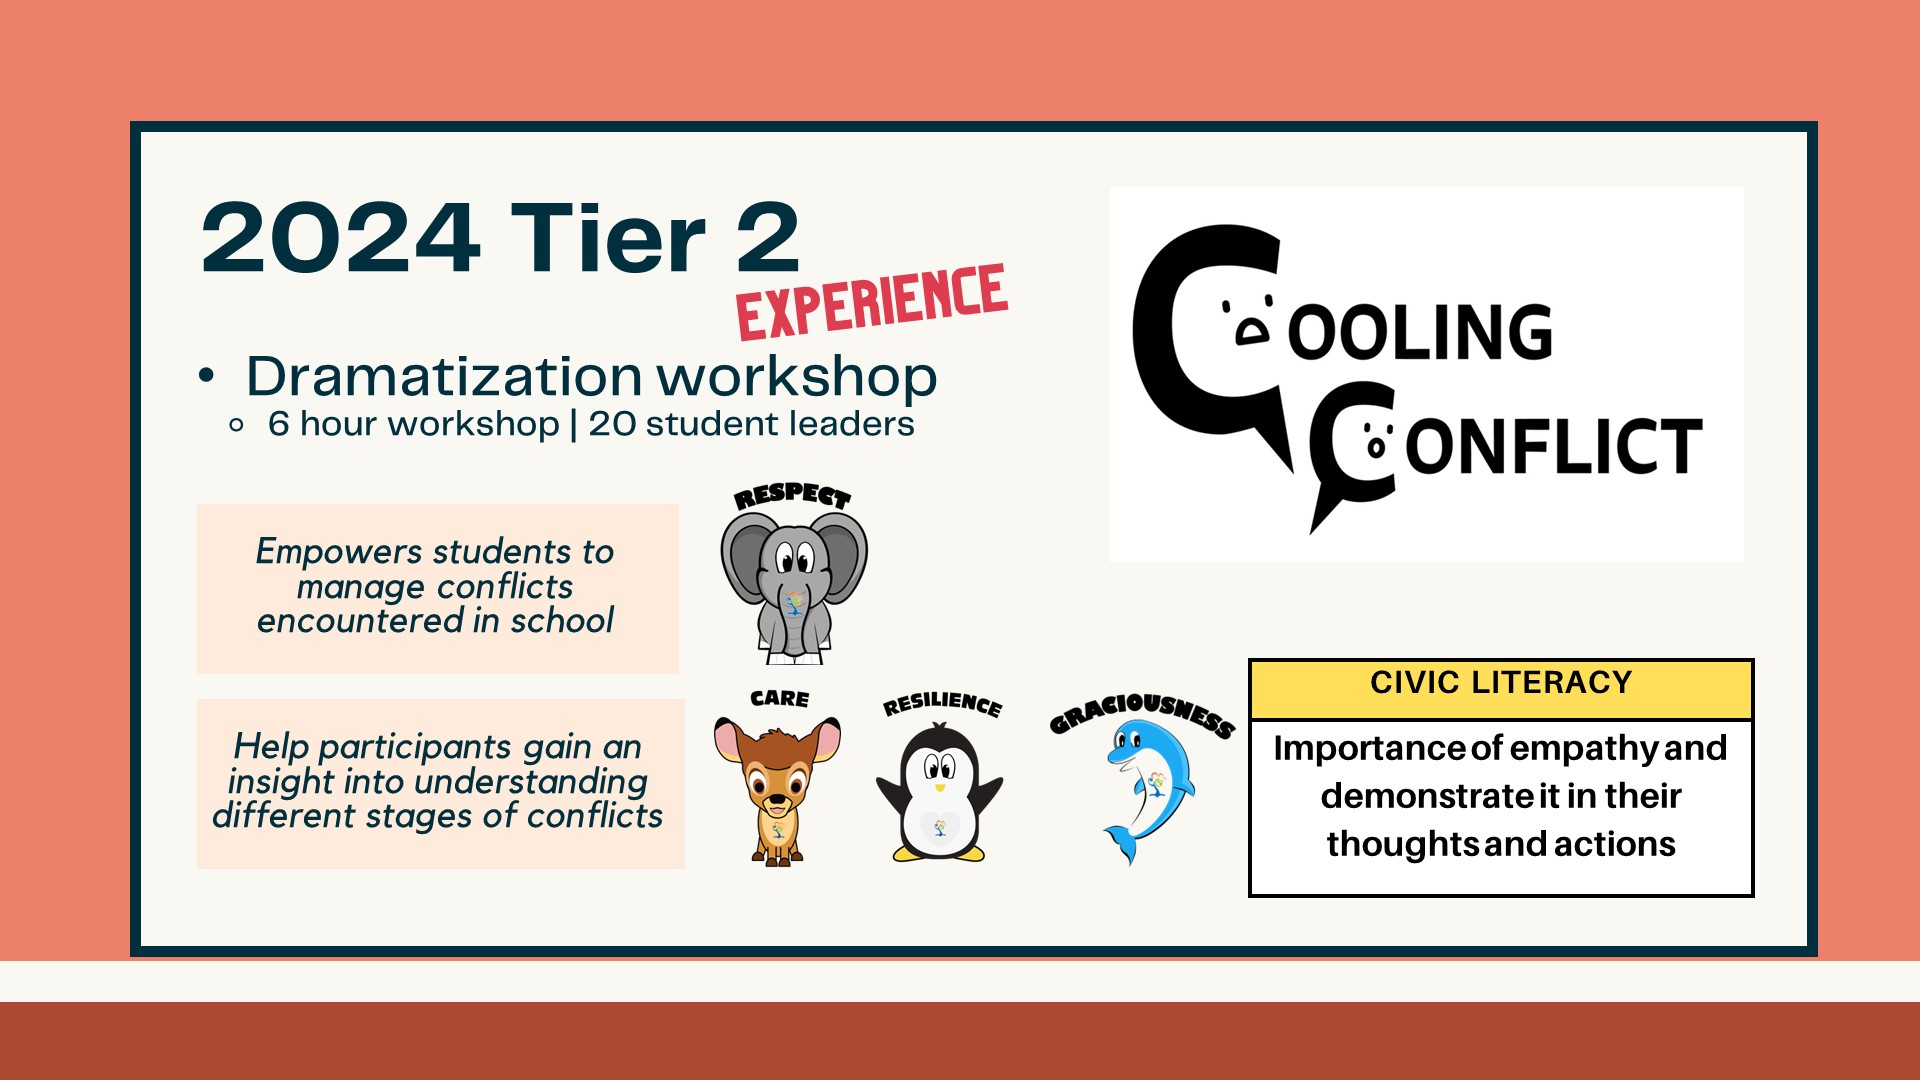 2024 Tier 2
EXPERIENCE
• Dramatization workshop
◦ 6 hour workshop | 20 student leaders
COOLING
CONFLICT
Empowers students to
manage conflicts
encountered in school
RESPECT
Help participants gain an
insight into understanding
different stages of conflicts
CARE
RESILIENCE
GRACIOUSNESS
CIVIC LITERACY
Importance of empathy and
demonstrate it in their
thoughts and actions